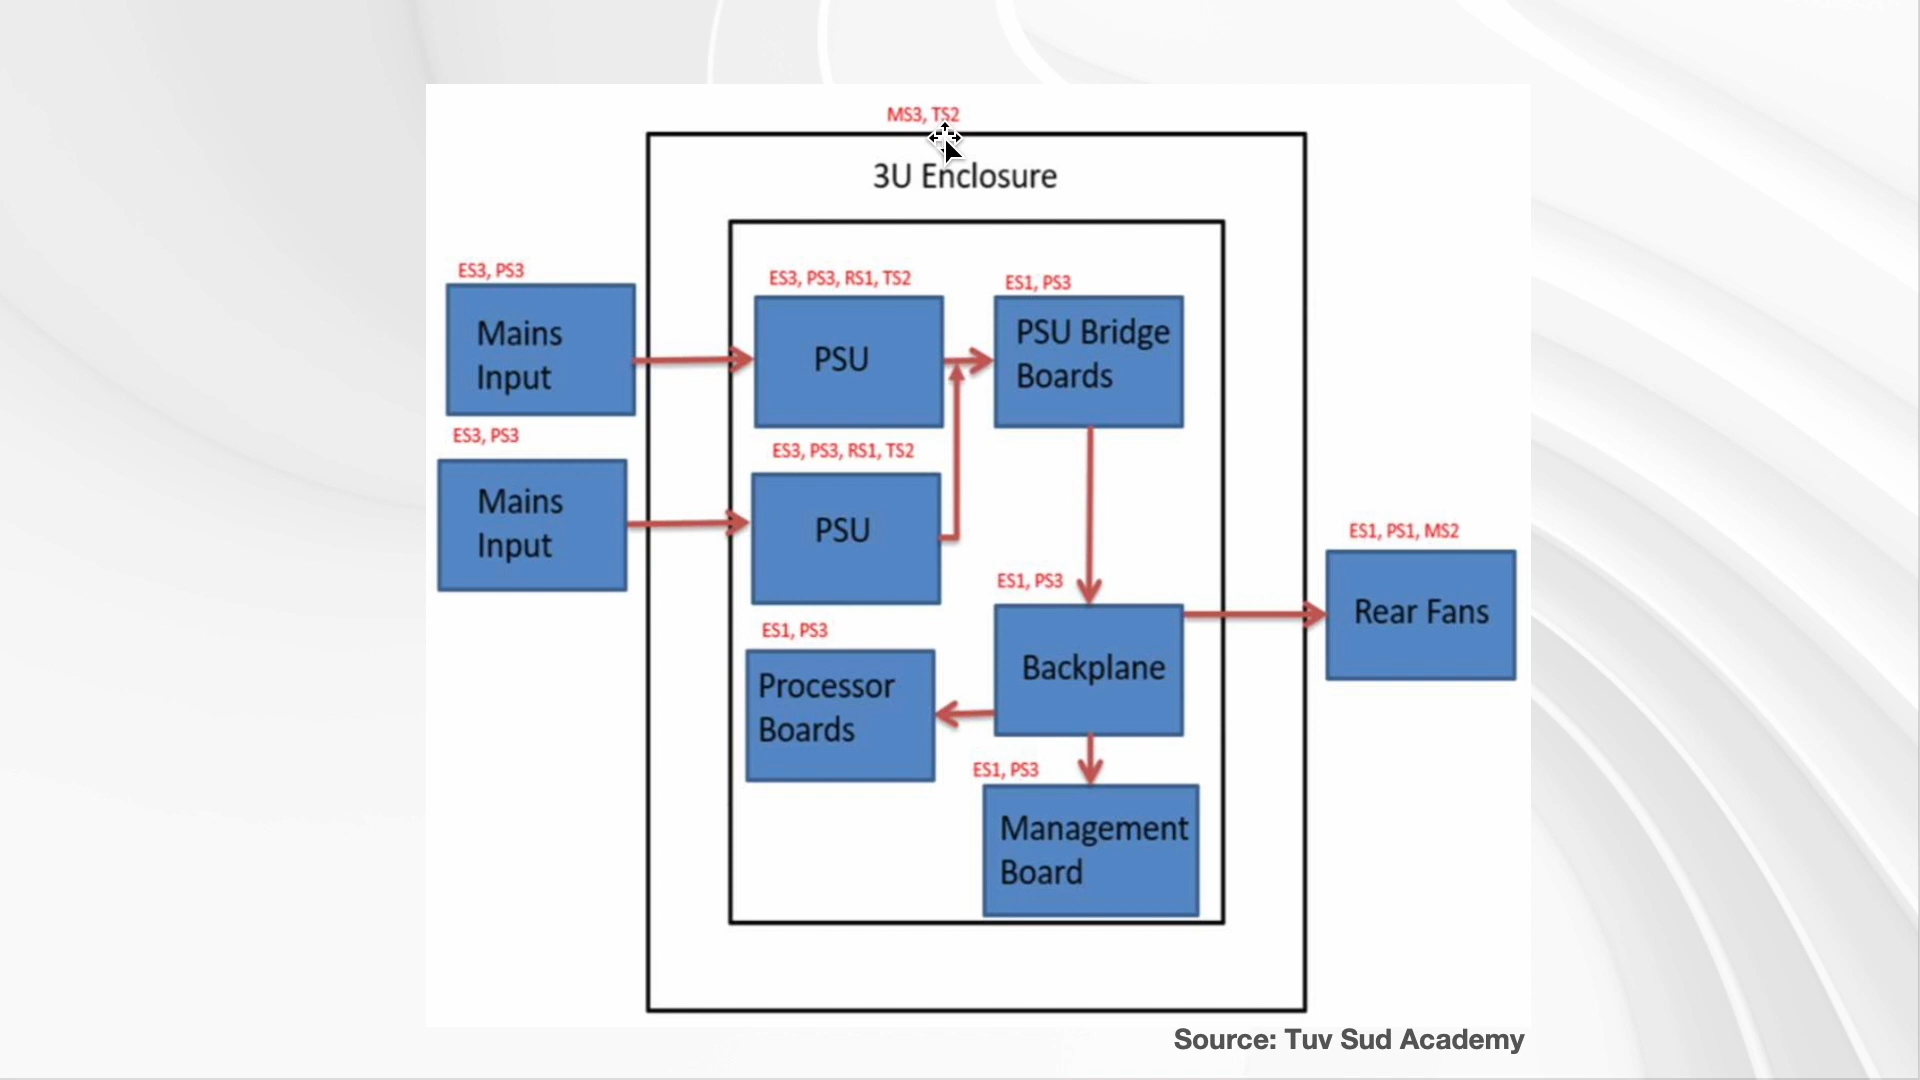 MS3, TS2
3U Enclosure
ES3, PS3
Mains
Input
ES3, PS3, RS1, TS2
PSU
ES1, PS3
PSU Bridge
Boards
ES3, PS3
Mains
Input
ES3, PS3, RS1, TS2
PSU
ES1, PS3
Backplane
ES1, PS1, MS2
Rear Fans
ES1, PS3
Processor
Boards
ES1, PS3
Management
Board
Source: Tuv Sud Academy